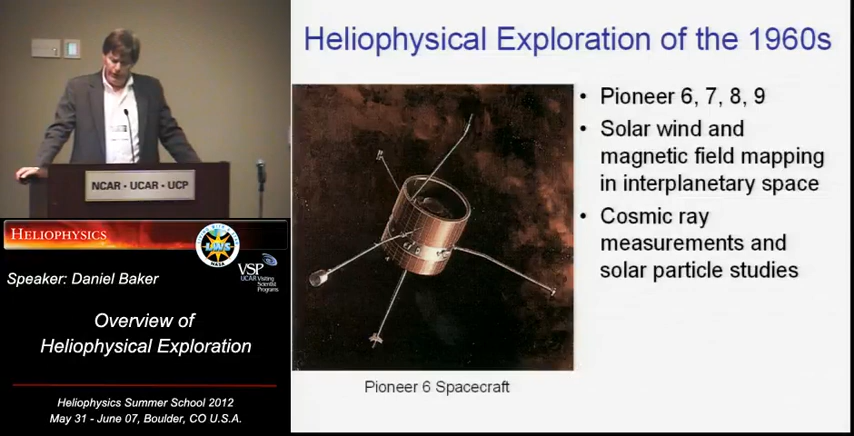 Heliophysical Exploration of the 1960s
• Pioneer 6, 7, 8, 9
• Solar wind and
magnetic field mapping
in interplanetary space
• Cosmic ray
measurements and
solar particle studies
Pioneer 6 Spacecraft
NCAR • UCAR • UCP
HELIOPHYSICS
LWS
NASA
VSP
UCAR Visiting
Scientist
Programs
Speaker: Daniel Baker
Overview of
Heliophysical Exploration
Heliophysics Summer School 2012
May 31 - June 07, Boulder, CO U.S.A.